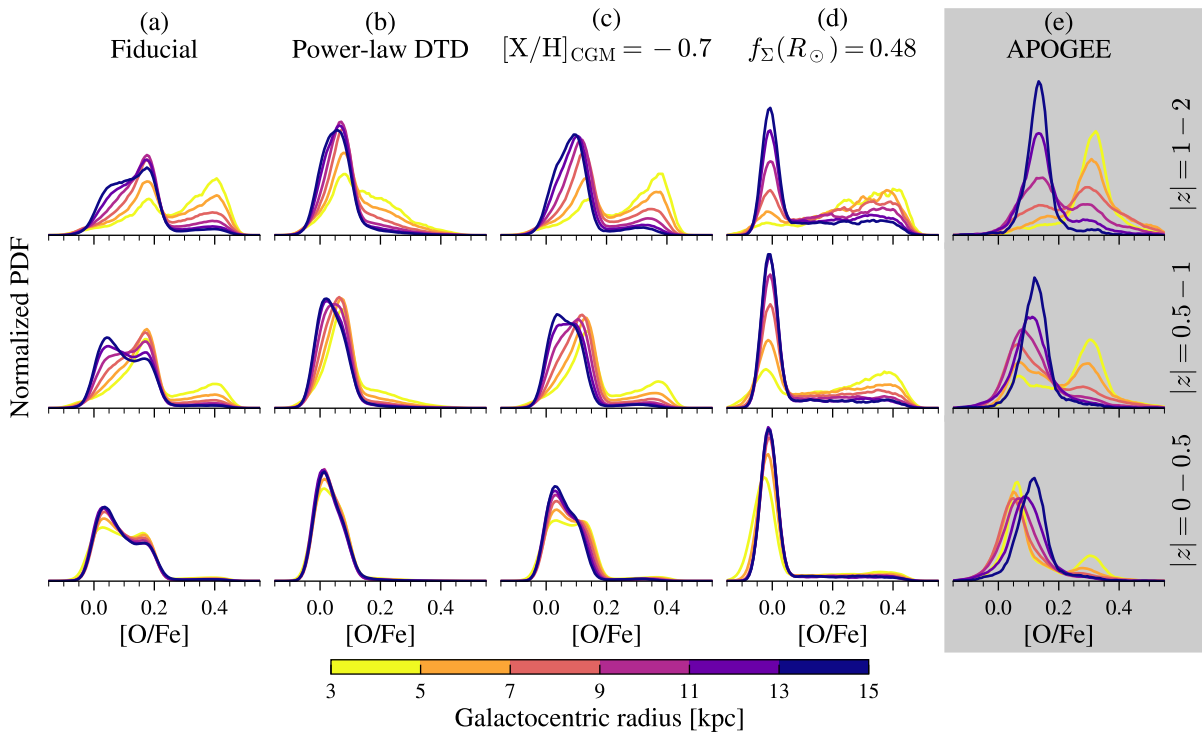 (a) (b) (c) (d) (e)
Fiducial Power-law DTD [X/H]CGM = −0.7 fΣ(R⊙) = 0.48 APOGEE
Normalized PDF
|z| = 1 − 2
|z| = 0.5 − 1
|z| = 0 − 0.5
0.0 0.2 0.4 0.0 0.2 0.4 0.0 0.2 0.4 0.0 0.2 0.4 0.0 0.2 0.4
[O/Fe] [O/Fe] [O/Fe] [O/Fe] [O/Fe]
3 5 7 9 11 13 15
Galactocentric radius [kpc]